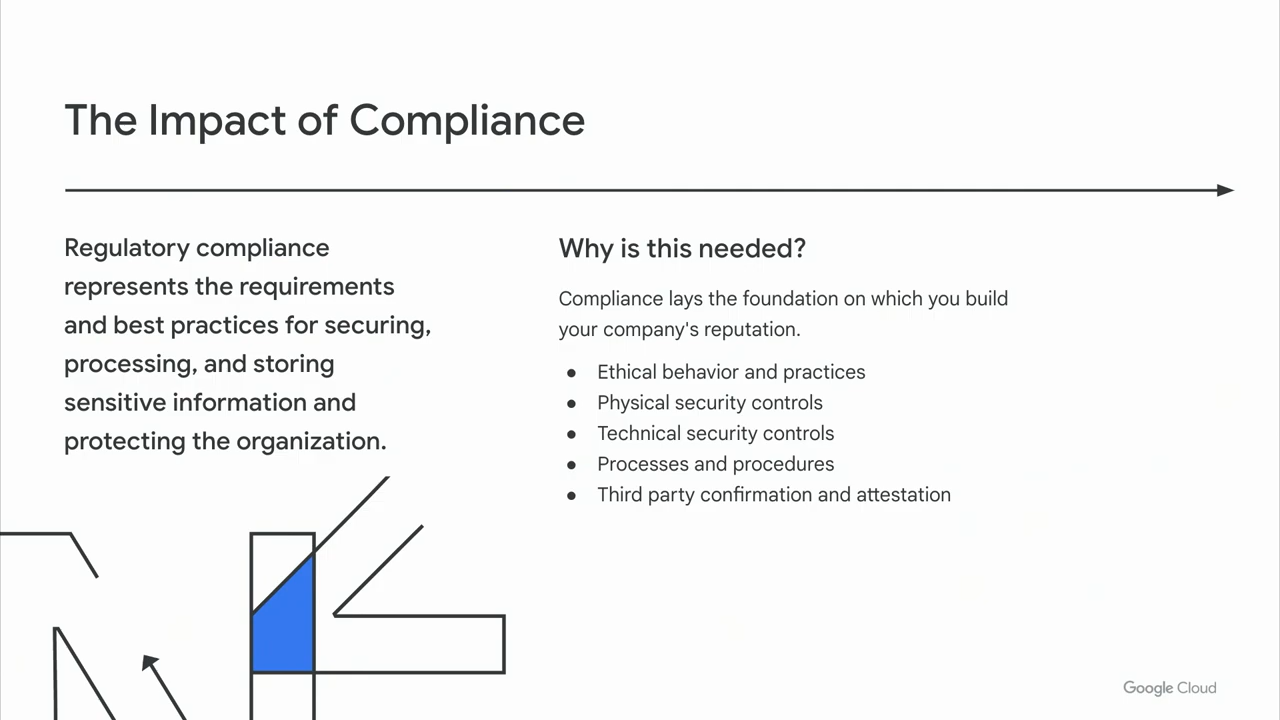 The Impact of Compliance
Regulatory compliance
represents the requirements
and best practices for securing,
processing, and storing
sensitive information and
protecting the organization.
Why is this needed?
Compliance lays the foundation on which you build
your company's reputation.
● Ethical behavior and practices
● Physical security controls
● Technical security controls
● Processes and procedures
● Third party confirmation and attestation
Google Cloud